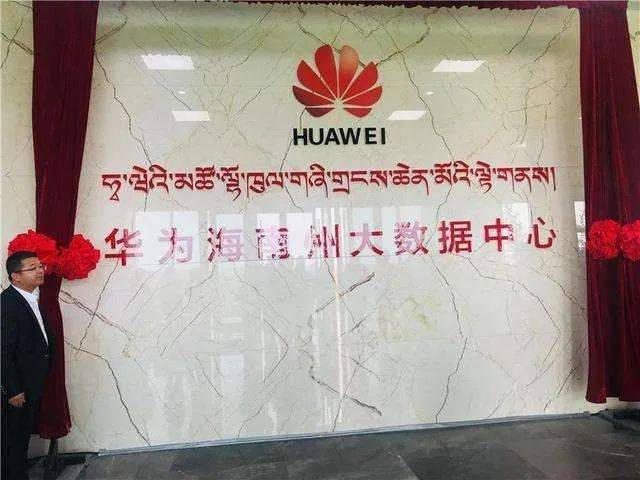 HUAWEI
ཧྭ་ཝེའི་མཚོ་ལྷོ་ཁུལ་གཞི་གྲངས་ཆེན་མོའི་ལྟེ་གནས།
华为海南州大数据中心